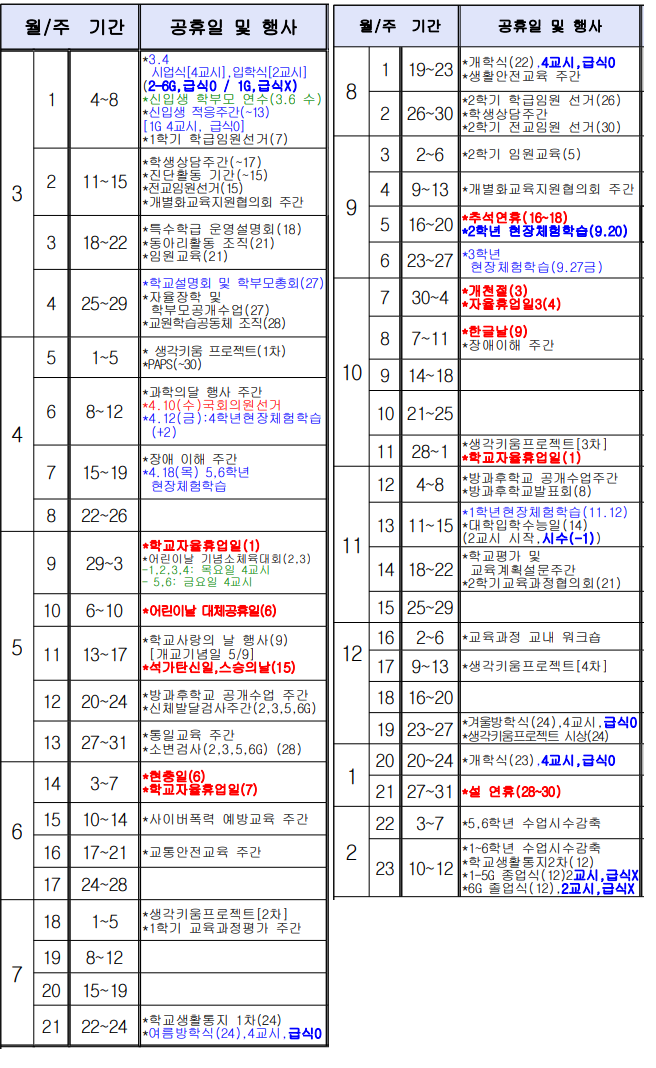 월/주 기간 공휴일 및 행사
3
1 4~8
*3.4
시업식[4교시],입학식[2교시]
(2-6G,급식O / 1G,급식X)
*신입생 학부모 연수(3.6 수)
*신입생 적응주간(~13)
[1G 4교시, 급식O]
*1학기 학급임원선거(7)
2 11~15
*학생상담주간(~17)
*진단활동 기간(~15)
*전교임원선거(15)
*개별화교육지원협의회 주간
3 18~22
*특수학급 운영설명회(18)
*동아리활동 조직(21)
*임원교육(21)
4 25~29
*학교설명회 및 학부모총회(27)
*자율장학 및
학부모공개수업(27)
*교원학습공동체 조직(28)
4
5 1~5
* 생각키움 프로젝트(1차)
*PAPS(~30)
6 8~12
*과학의달 행사 주간
*4.10(수)국회의원선거
*4.12(금):4학년현장체험학습
(+2)
7 15~19
*장애 이해 주간
*4.18(목) 5,6학년
현장체험학습
8 22~26
5
9 29~3
*학교자율휴업일(1)
*어린이날 기념소체육대회(2,3)
-1,2,3,4: 목요일 4교시
- 5,6: 금요일 4교시
10 6~10
*어린이날 대체공휴일(6)
11 13~17
*학교사랑의 날 행사(9)
[개교기념일 5/9]
*석가탄신일,스승의날(15)
12 20~24
*방과후학교 공개수업 주간
*신체발달검사주간(2,3,5,6G)
13 27~31
*통일교육 주간
*소변검사(2,3,5,6G) (28)
6
14 3~7
*현충일(6)
*학교자율휴업일(7)
15 10~14
*사이버폭력 예방교육 주간
16 17~21
*교통안전교육 주간
17 24~28
7
18 1~5
*생각키움프로젝트[2차]
*1학기 교육과정평가 주간
19 8~12
20 15~19
21 22~24
*학교생활통지 1차(24)
*여름방학식(24),4교시,급식O
월/주 기간 공휴일 및 행사
8
1 19~23
*개학식(22),4교시,급식O
*생활안전교육 주간
2 26~30
*2학기 학급임원 선거(26)
*학생상담주간
*2학기 전교임원 선거(30)
9
3 2~6
*2학기 임원교육(5)
4 9~13
*개별화교육지원협의회 주간
5 16~20
*추석연휴(16~18)
*2학년 현장체험학습(9.20)
6 23~27
*3학년
현장체험학습(9.27금)
10
7 30~4
*개천절(3)
*자율휴업일3(4)
8 7~11
*한글날(9)
*장애이해 주간
9 14~18
10 21~25
11 28~1
*생각키움프로젝트[3차]
*학교자율휴업일(1)
11
12 4~8
*방과후학교 공개수업주간
*방과후학교발표회(8)
13 11~15
*1학년현장체험학습(11.12)
*대학입학수능일(14)
(2교시 시작,시수(-1))
14 18~22
*학교평가 및
교육계획설문주간
*2학기교육과정협의회(21)
15 25~29
12
16 2~6
*교육과정 교내 워크숍
17 9~13
*생각키움프로젝트[4차]
18 16~20
19 23~27
*겨울방학식(24),4교시,급식O
*생각키움프로젝트 시상(24)
1
20 20~24
*개학식(23),4교시,급식O
21 27~31
*설 연휴(28~30)
2
22 3~7
*5,6학년 수업시수감축
23 10~12
*1~6학년 수업시수감축
*학교생활통지2차(12)
*1-5G 종업식(12)2교시,급식X
*6G 졸업식(12),2교시,급식X